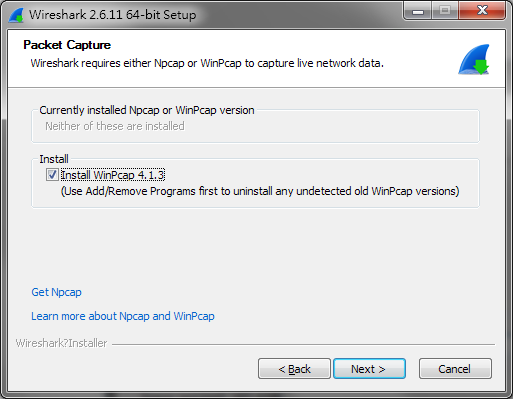 Wireshark 2.6.11 64-bit Setup
Packet Capture
Wireshark requires either Npcap or WinPcap to capture live network data.
Currently installed Npcap or WinPcap version
Neither of these are installed
Install
Install WinPcap 4.1.3
(Use Add/Remove Programs first to uninstall any undetected old WinPcap versions)
Get Npcap
Learn more about Npcap and WinPcap
Wireshark?Installer
< Back
Next >
Cancel